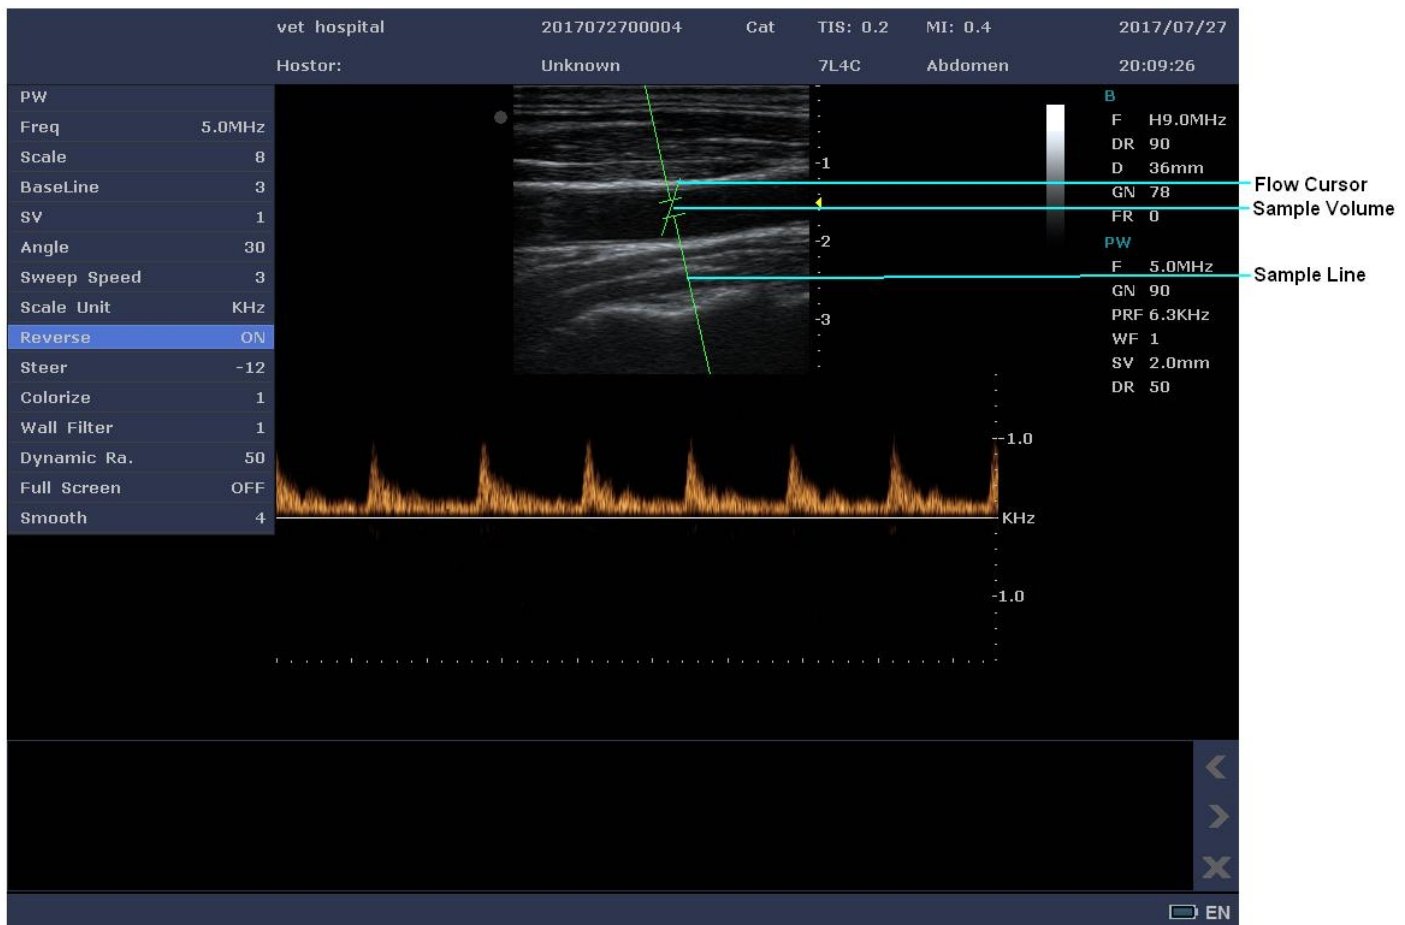 vet hospital 2017072700004 Cat TIS: 0.2 MI: 0.4 2017/07/27
Hostor: Unknown 7L4C Abdomen 20:09:26
PW
Freq 5.0MHz
Scale 8
BaseLine 3
SV 1
Angle 30
Sweep Speed 3
Scale Unit KHz
Reverse ON
Steer -12
Colorize 1
Wall Filter 1
Dynamic Ra. 50
Full Screen OFF
Smooth 4
-1
-2
-3
B
F H9.0MHz
DR 90
D 36mm
GN 78
FR 0
PW
F 5.0MHz
GN 90
PRF 6.3KHz
WF 1
SV 2.0mm
DR 50
Flow Cursor
Sample Volume
Sample Line
-1.0
KHz
-1.0
EN